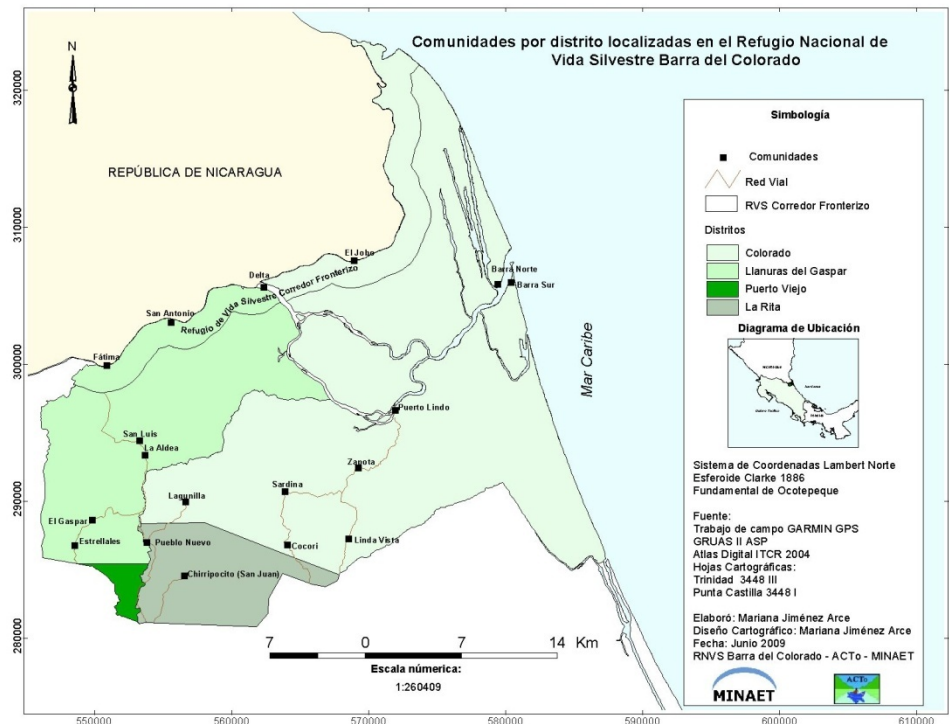 Comunidades por distrito localizadas en el Refugio Nacional de
Vida Silvestre Barra del Colorado
N
REPÚBLICA DE NICARAGUA
El Jobo
Delta
Refugio de Vida Silvestre Corredor Fronterizo
San Antonio
Fátima
Barra Norte
Barra Sur
Mar Caribe
Puerto Lindo
San Luis
La Aldea
Zapota
Sardina
Lagunilla
El Gaspar
Estrellales
Pueblo Nuevo
Cocorí
Linda Vista
Chirripocito (San Juan)
7 0 7 14 Km
Escala númerica:
1:260409
320000
310000
300000
290000
280000
550000 560000 570000 580000 590000 600000 610000
Simbología
Comunidades
Red Vial
RVS Corredor Fronterizo
Distritos
Colorado
Llanuras del Gaspar
Puerto Viejo
La Rita
Diagrama de Ubicación
Sistema de Coordenadas Lambert Norte
Esferoide Clarke 1886
Fundamental de Ocotepeque
Fuente:
Trabajo de campo GARMIN GPS
GRUAS II ASP
Atlas Digital ITCR 2004
Hojas Cartográficas:
Trinidad 3448 III
Punta Castilla 3448 I
Elaboró: Mariana Jiménez Arce
Diseño Cartográfico: Mariana Jiménez Arce
Fecha: Junio 2009
RNVS Barra del Colorado - ACTo - MINAET
MINAET
ACTo